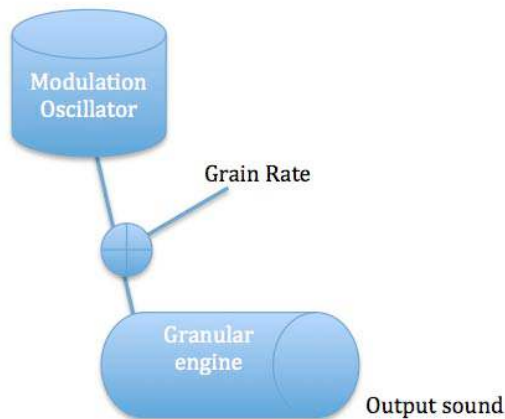 Modulation
Oscillator
Grain Rate
Granular
engine
Output sound